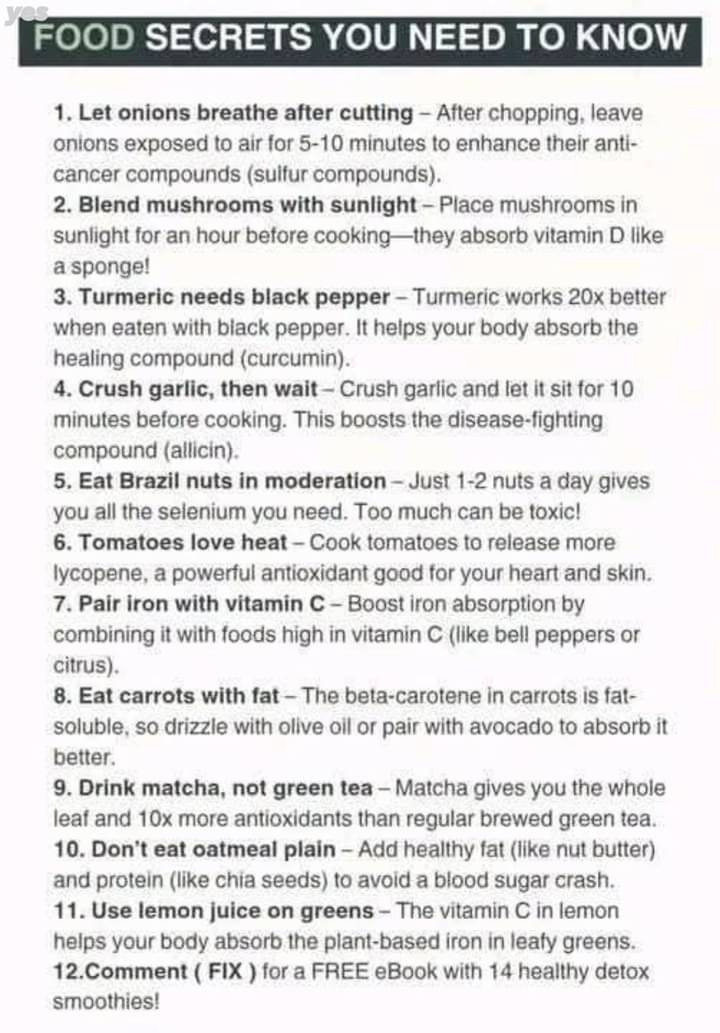 yes
FOOD SECRETS YOU NEED TO KNOW
1. Let onions breathe after cutting – After chopping, leave
onions exposed to air for 5-10 minutes to enhance their anti-
cancer compounds (sulfur compounds).
2. Blend mushrooms with sunlight – Place mushrooms in
sunlight for an hour before cooking—they absorb vitamin D like
a sponge!
3. Turmeric needs black pepper – Turmeric works 20x better
when eaten with black pepper. It helps your body absorb the
healing compound (curcumin).
4. Crush garlic, then wait – Crush garlic and let it sit for 10
minutes before cooking. This boosts the disease-fighting
compound (allicin).
5. Eat Brazil nuts in moderation – Just 1-2 nuts a day gives
you all the selenium you need. Too much can be toxic!
6. Tomatoes love heat – Cook tomatoes to release more
lycopene, a powerful antioxidant good for your heart and skin.
7. Pair iron with vitamin C – Boost iron absorption by
combining it with foods high in vitamin C (like bell peppers or
citrus).
8. Eat carrots with fat – The beta-carotene in carrots is fat-
soluble, so drizzle with olive oil or pair with avocado to absorb it
better.
9. Drink matcha, not green tea – Matcha gives you the whole
leaf and 10x more antioxidants than regular brewed green tea.
10. Don't eat oatmeal plain – Add healthy fat (like nut butter)
and protein (like chia seeds) to avoid a blood sugar crash.
11. Use lemon juice on greens – The vitamin C in lemon
helps your body absorb the plant-based iron in leafy greens.
12.Comment ( FIX ) for a FREE eBook with 14 healthy detox
smoothies!